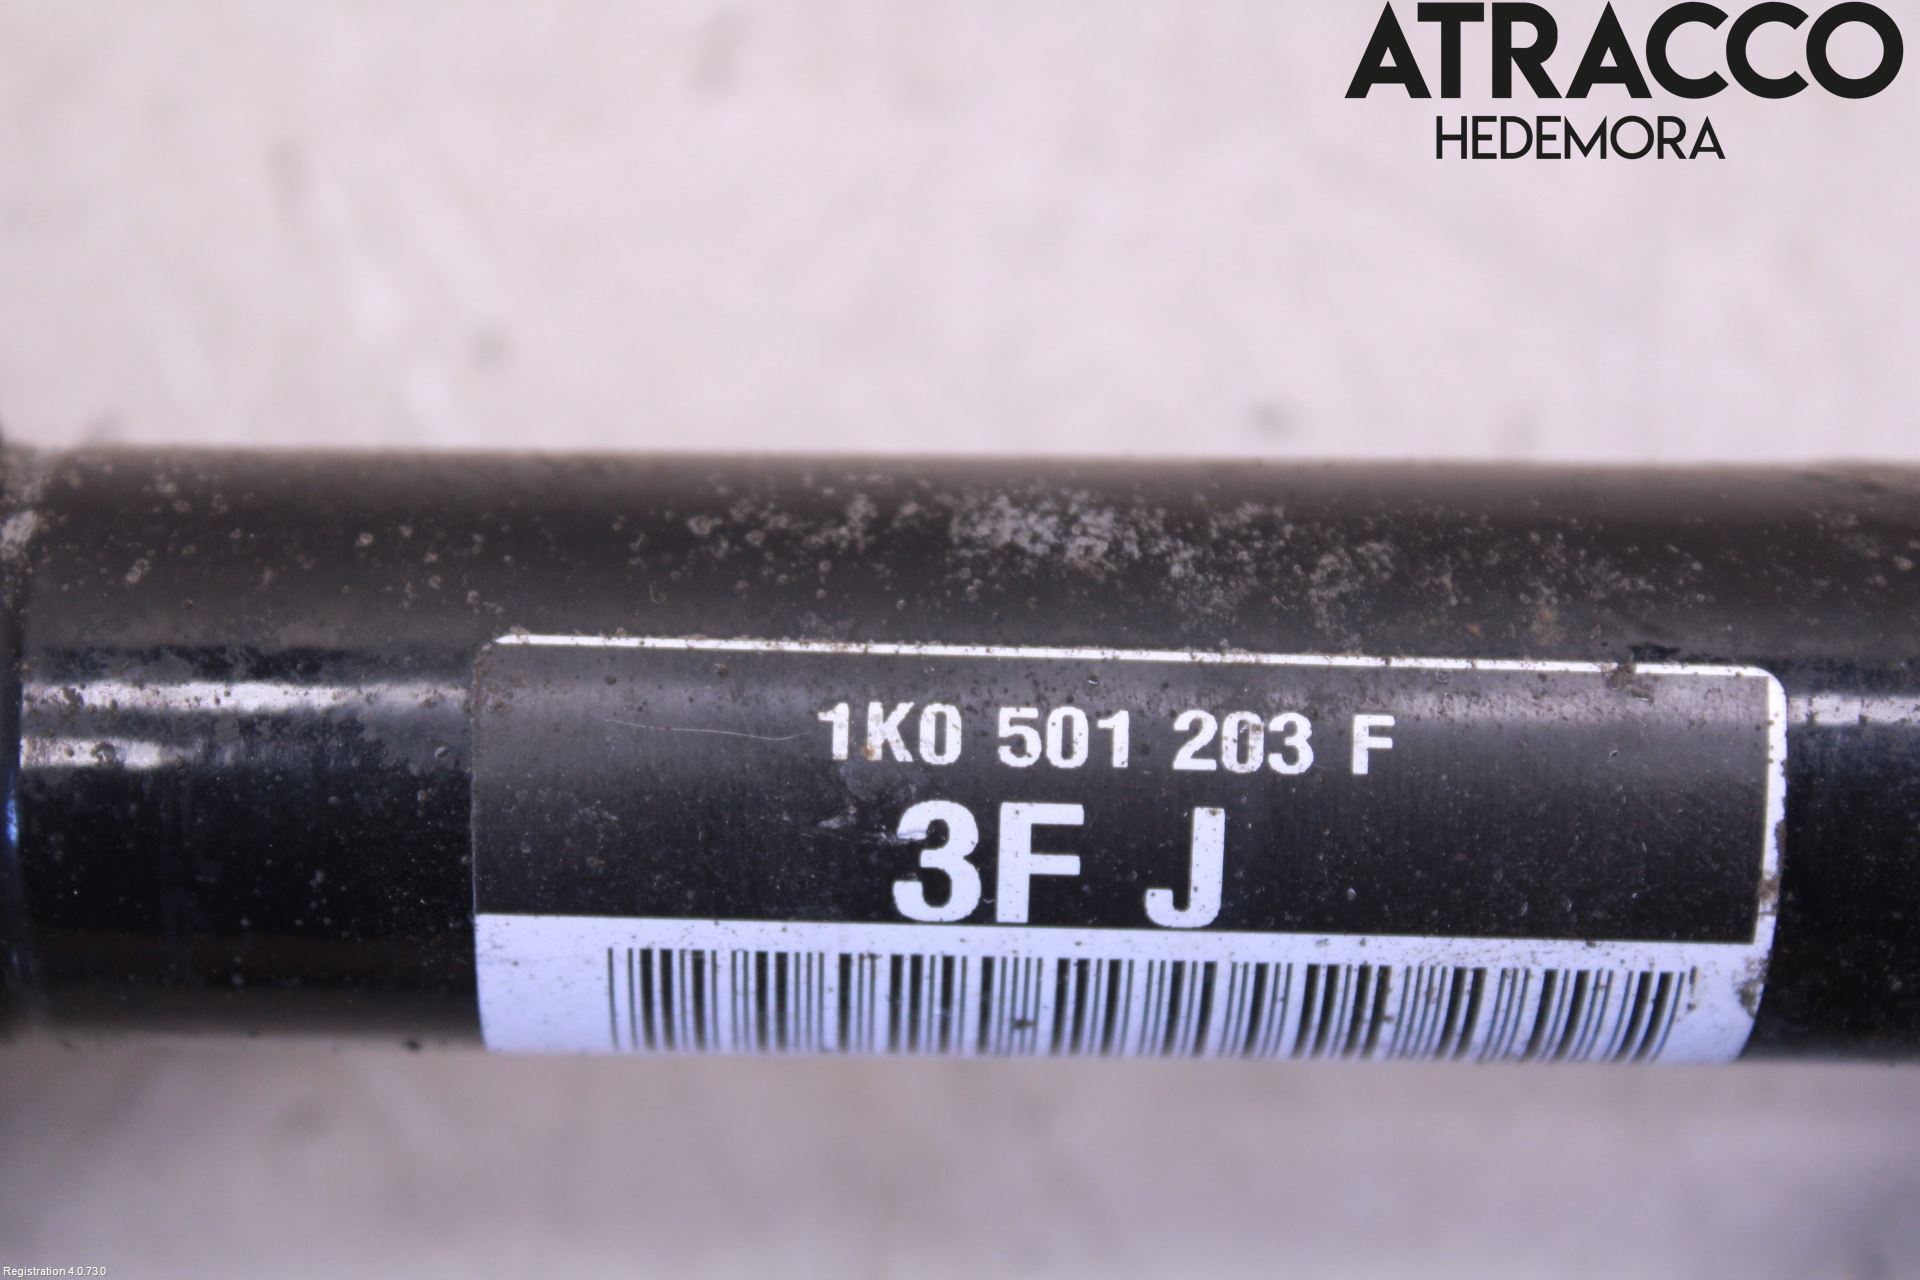 ATRACCO
HEDEMORA
1K0 501 203 F
3F J
Registration 4.0.73.0